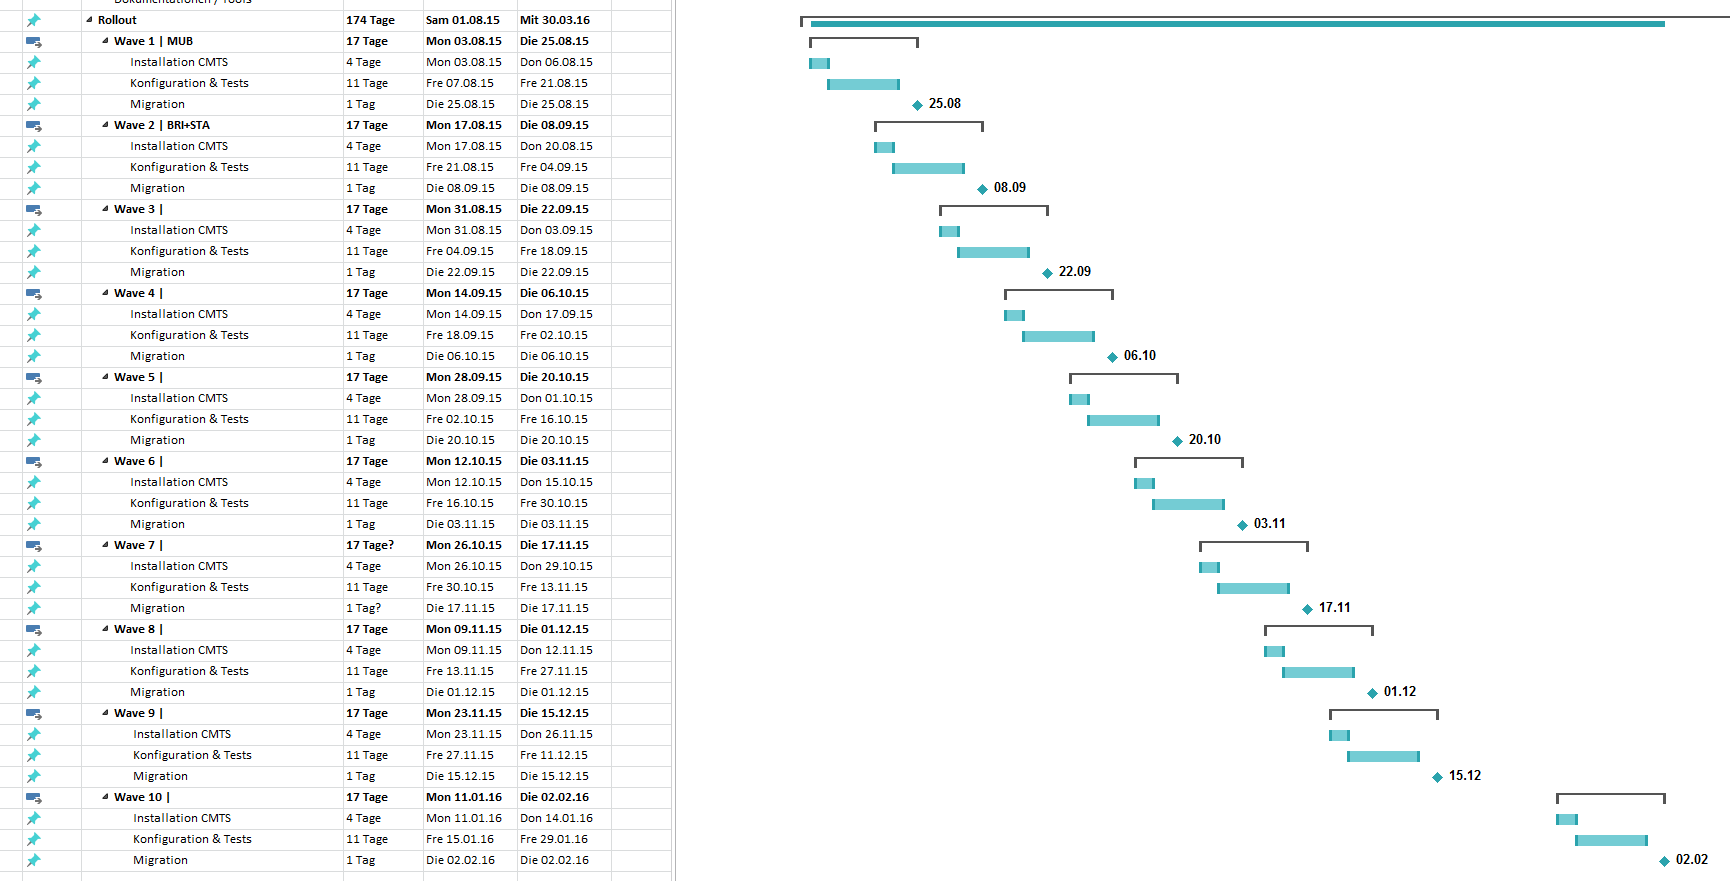 Dokumentationen / Tools
Rollout 174 Tage Sam 01.08.15 Mit 30.03.16
Wave 1 | MUB 17 Tage Mon 03.08.15 Die 25.08.15
Installation CMTS 4 Tage Mon 03.08.15 Don 06.08.15
Konfiguration & Tests 11 Tage Fre 07.08.15 Fre 21.08.15
Migration 1 Tag Die 25.08.15 Die 25.08.15 25.08
Wave 2 | BRI+STA 17 Tage Mon 17.08.15 Die 08.09.15
Installation CMTS 4 Tage Mon 17.08.15 Don 20.08.15
Konfiguration & Tests 11 Tage Fre 21.08.15 Fre 04.09.15
Migration 1 Tag Die 08.09.15 Die 08.09.15 08.09
Wave 3 | 17 Tage Mon 31.08.15 Die 22.09.15
Installation CMTS 4 Tage Mon 31.08.15 Don 03.09.15
Konfiguration & Tests 11 Tage Fre 04.09.15 Fre 18.09.15
Migration 1 Tag Die 22.09.15 Die 22.09.15 22.09
Wave 4 | 17 Tage Mon 14.09.15 Die 06.10.15
Installation CMTS 4 Tage Mon 14.09.15 Don 17.09.15
Konfiguration & Tests 11 Tage Fre 18.09.15 Fre 02.10.15
Migration 1 Tag Die 06.10.15 Die 06.10.15 06.10
Wave 5 | 17 Tage Mon 28.09.15 Die 20.10.15
Installation CMTS 4 Tage Mon 28.09.15 Don 01.10.15
Konfiguration & Tests 11 Tage Fre 02.10.15 Fre 16.10.15
Migration 1 Tag Die 20.10.15 Die 20.10.15 20.10
Wave 6 | 17 Tage Mon 12.10.15 Die 03.11.15
Installation CMTS 4 Tage Mon 12.10.15 Don 15.10.15
Konfiguration & Tests 11 Tage Fre 16.10.15 Fre 30.10.15
Migration 1 Tag Die 03.11.15 Die 03.11.15 03.11
Wave 7 | 17 Tage? Mon 26.10.15 Die 17.11.15
Installation CMTS 4 Tage Mon 26.10.15 Don 29.10.15
Konfiguration & Tests 11 Tage Fre 30.10.15 Fre 13.11.15
Migration 1 Tag? Die 17.11.15 Die 17.11.15 17.11
Wave 8 | 17 Tage Mon 09.11.15 Die 01.12.15
Installation CMTS 4 Tage Mon 09.11.15 Don 12.11.15
Konfiguration & Tests 11 Tage Fre 13.11.15 Fre 27.11.15
Migration 1 Tag Die 01.12.15 Die 01.12.15 01.12
Wave 9 | 17 Tage Mon 23.11.15 Die 15.12.15
Installation CMTS 4 Tage Mon 23.11.15 Don 26.11.15
Konfiguration & Tests 11 Tage Fre 27.11.15 Fre 11.12.15
Migration 1 Tag Die 15.12.15 Die 15.12.15 15.12
Wave 10 | 17 Tage Mon 11.01.16 Die 02.02.16
Installation CMTS 4 Tage Mon 11.01.16 Don 14.01.16
Konfiguration & Tests 11 Tage Fre 15.01.16 Fre 29.01.16
Migration 1 Tag Die 02.02.16 Die 02.02.16 02.02